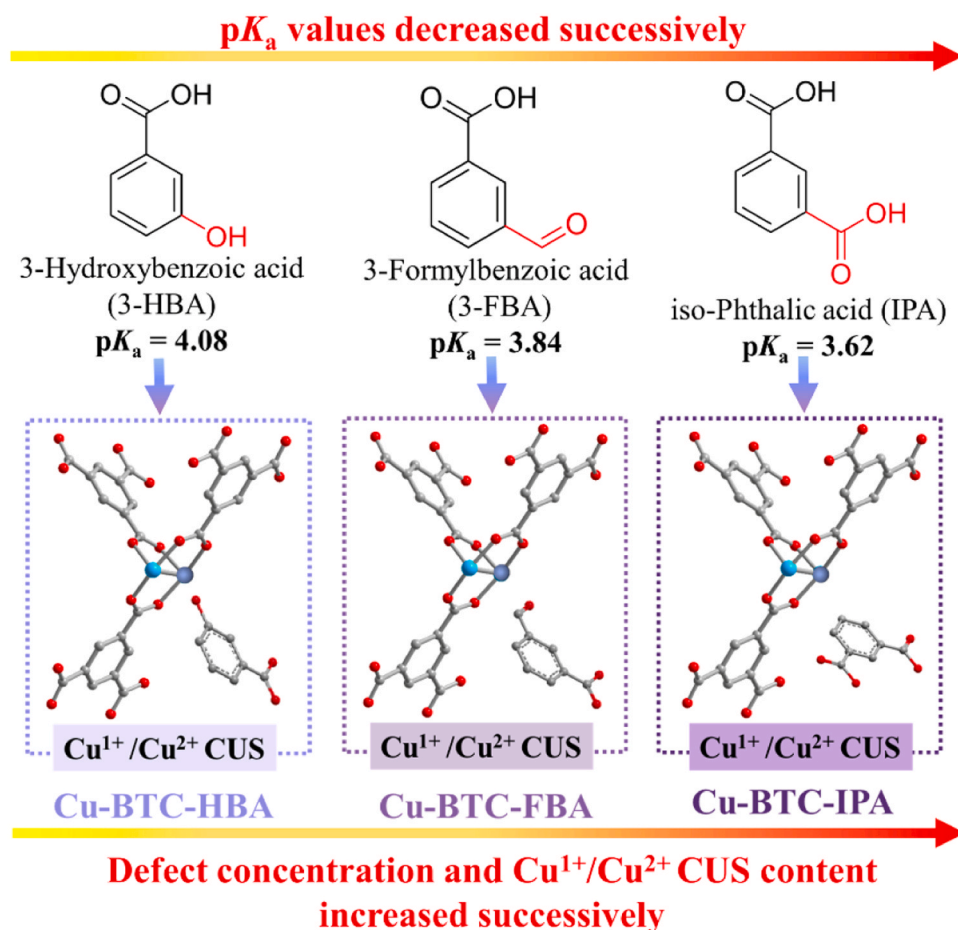 pKa values decreased successively
O
OH
OH
3-Hydroxybenzoic acid
(3-HBA)
pKa = 4.08
O
OH
O
3-Formylbenzoic acid
(3-FBA)
pKa = 3.84
O
OH
OH
O
iso-Phthalic acid (IPA)
pKa = 3.62
Cu1+/Cu2+ CUS
Cu1+/Cu2+ CUS
Cu1+/Cu2+ CUS
Cu-BTC-HBA
Cu-BTC-FBA
Cu-BTC-IPA
Defect concentration and Cu1+/Cu2+ CUS content
increased successively